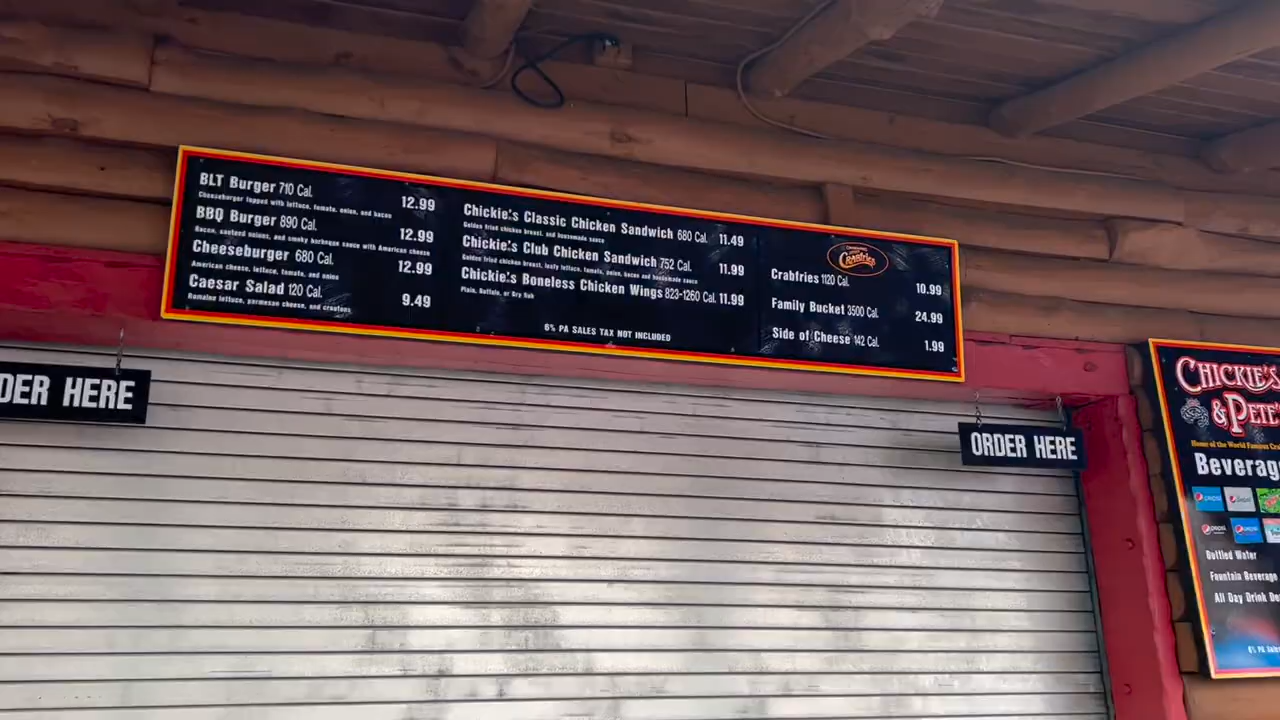 BLT Burger 710 Cal. 12.99
Cheeseburger topped with lettuce, tomato, onion, and bacon
BBQ Burger 890 Cal. 12.99
Bacon, sauteed onions, and smoky barbeque sauce with American cheese
Cheeseburger 680 Cal. 12.99
American cheese, lettuce, tomato, and onion
Caesar Salad 120 Cal. 9.49
Romaine lettuce, parmesan cheese, and croutons
Chickie's Classic Chicken Sandwich 680 Cal. 11.49
Golden fried chicken breast, and housemade sauce
Chickie's Club Chicken Sandwich 752 Cal. 11.99
Golden fried chicken breast, leafy lettuce, tomato, onion, bacon and housemade sauce
Chickie's Boneless Chicken Wings 823-1260 Cal. 11.99
Plain, Buffalo, or Dry Rub
6% PA SALES TAX NOT INCLUDED
CRABFRIES
Crabfries 1120 Cal. 10.99
Family Bucket 3500 Cal. 24.99
Side of Cheese 142 Cal. 1.99
DER HERE
ORDER HERE
CHICKIE'S
& PETE'
Home of the World Famous
Beverag
pepsi
pepsi pepsi
Bottled Water
Fountain Beverage
All Day Drink
6% PA